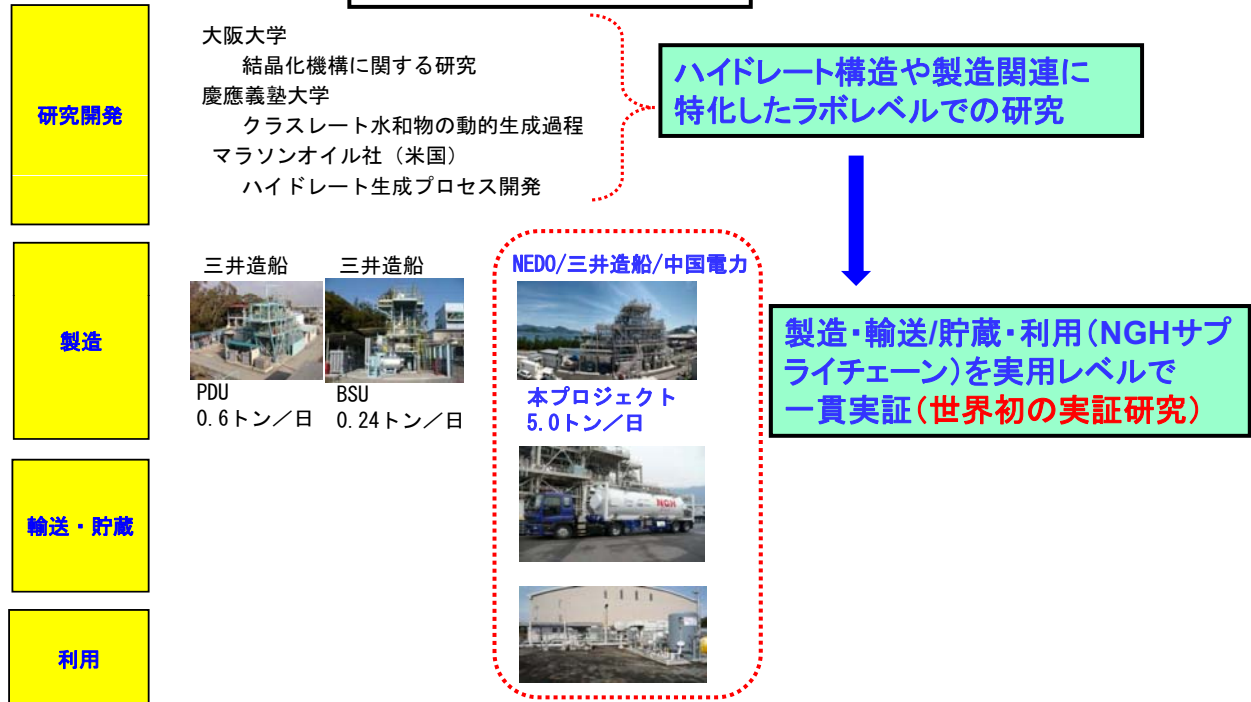 研究開発
大阪大学
結晶化機構に関する研究
慶應義塾大学
クラスレート水和物の動的生成過程
マラソンオイル社（米国）
ハイドレート生成プロセス開発
ハイドレート構造や製造関連に
特化したラボレベルでの研究
製造
三井造船
PDU
0.6トン／日
三井造船
BSU
0.24トン／日
NEDO/三井造船/中国電力
本プロジェクト
5.0トン／日
製造・輸送/貯蔵・利用（NGHサプ
ライチェーン）を実用レベルで
一貫実証（世界初の実証研究）
輸送・貯蔵
NGH
利用